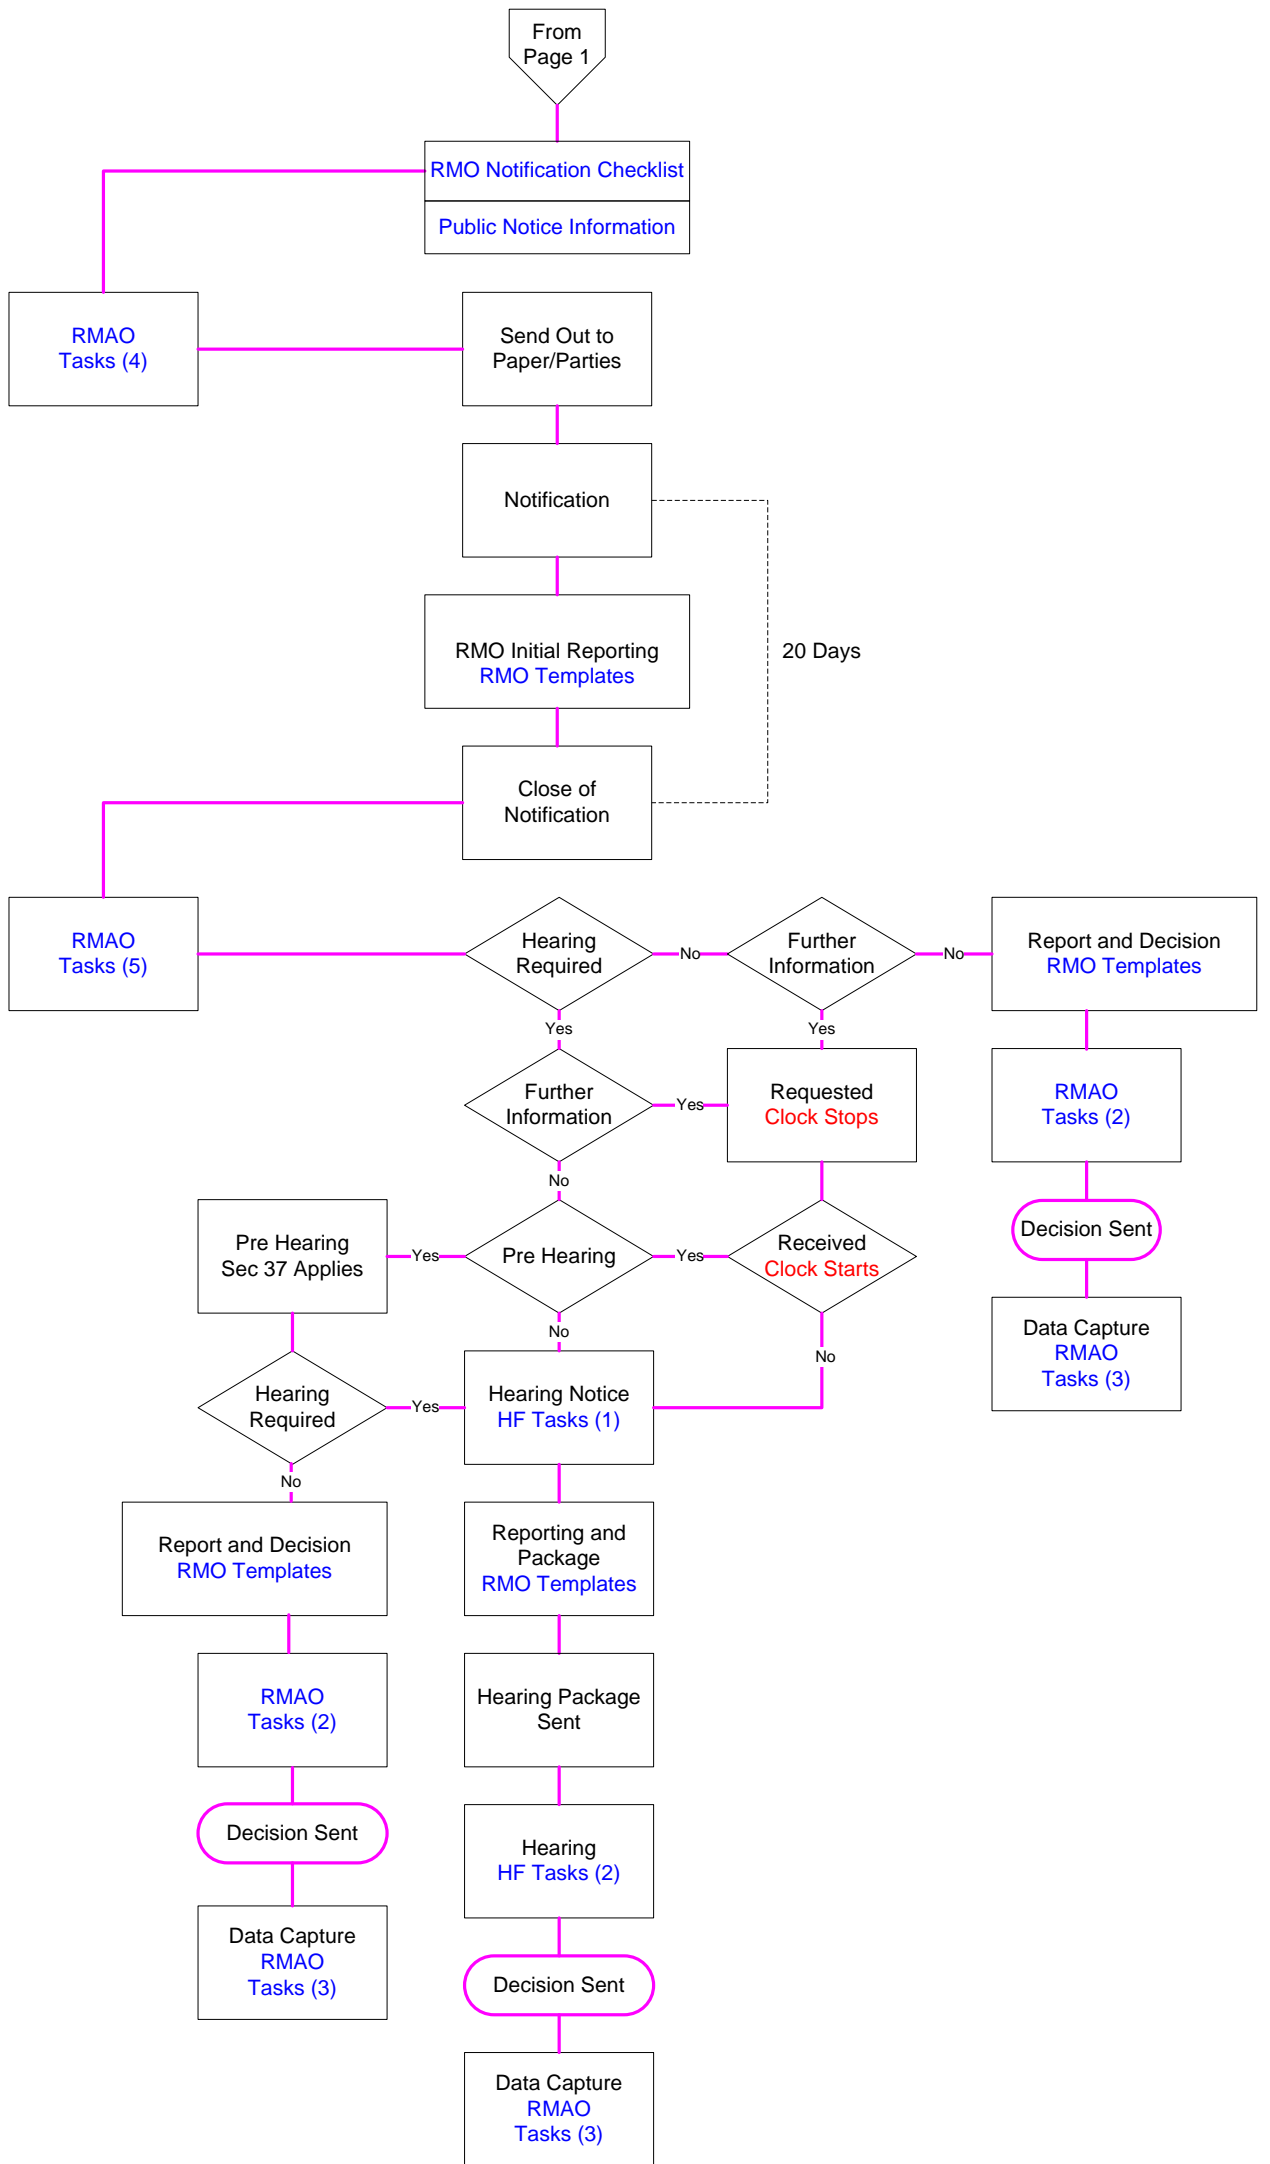 From
Page 1
RMO Notification Checklist
Public Notice Information
RMAO
Tasks (4)
Send Out to
Paper/Parties
Notification
RMO Initial Reporting
RMO Templates
20 Days
Close of
Notification
RMAO
Tasks (5)
Hearing
Required
No
Further
Information
No
Report and Decision
RMO Templates
Yes
Yes
Further
Information
Yes
Requested
Clock Stops
RMAO
Tasks (2)
No
Pre Hearing
Sec 37 Applies
Yes
Pre Hearing
Yes
Received
Clock Starts
Decision Sent
No
No
Data Capture
RMAO
Tasks (3)
Hearing
Required
Yes
Hearing Notice
HF Tasks (1)
No
Report and Decision
RMO Templates
Reporting and
Package
RMO Templates
RMAO
Tasks (2)
Hearing Package
Sent
Decision Sent
Hearing
HF Tasks (2)
Data Capture
RMAO
Tasks (3)
Decision Sent
Data Capture
RMAO
Tasks (3)